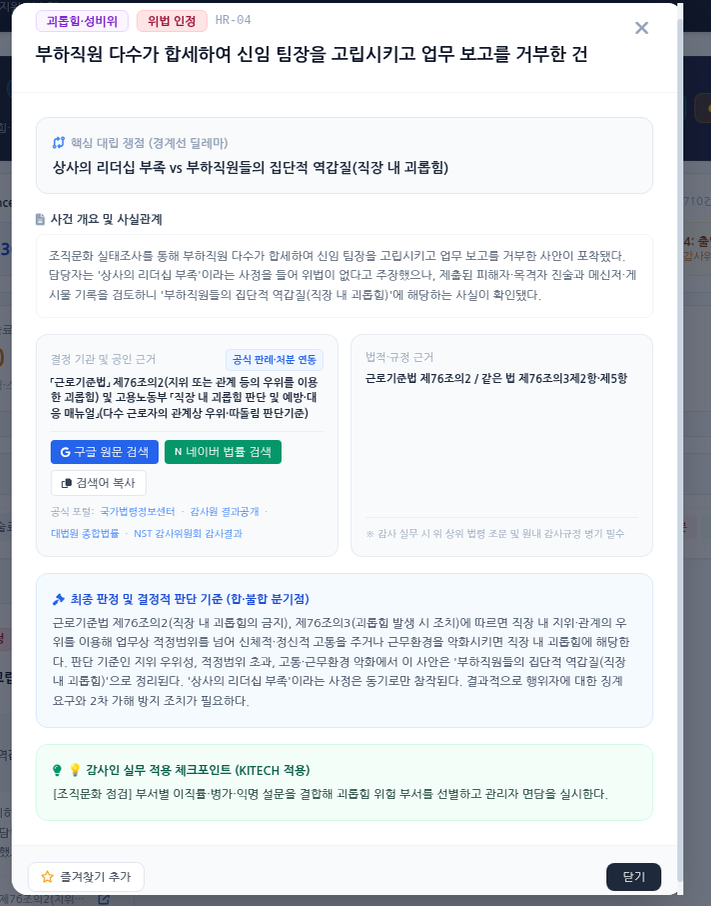 괴롭힘·성비위 위법 인정 HR-04
부하직원 다수가 합세하여 신임 팀장을 고립시키고 업무 보고를 거부한 건
핵심 대립 쟁점 (경계선 딜레마)
상사의 리더십 부족 vs 부하직원들의 집단적 역갑질(직장 내 괴롭힘)
사건 개요 및 사실관계
조직문화 실태조사를 통해 부하직원 다수가 합세하여 신임 팀장을 고립시키고 업무 보고를 거부한 사안이 포착됐다.
담당자는 '상사의 리더십 부족'이라는 사정을 들어 위법이 없다고 주장했으나, 제출된 피해자·목격자 진술과 메신저·게
시물 기록을 검토하니 '부하직원들의 집단적 역갑질(직장 내 괴롭힘)'에 해당하는 사실이 확인됐다.
결정 기관 및 공인 근거
공식 판례·처분 연동
「근로기준법」 제76조의2(지위 또는 관계 등의 우위를 이용
한 괴롭힘) 및 고용노동부 「직장 내 괴롭힘 판단 및 예방·대
응 매뉴얼」(다수 근로자의 관계상 우위·따돌림 판단기준)
G 구글 원문 검색
N 네이버 법률 검색
검색어 복사
공식 포털: 국가법령정보센터 · 감사원 결과공개 ·
대법원 종합법률 · NST 감사위원회 감사결과
법적·규정 근거
근로기준법 제76조의2 / 같은 법 제76조의3제2항·제5항
※ 감사 실무 시 위 상위 법령 조문 및 원내 감사규정 병기 필수
최종 판정 및 결정적 판단 기준 (합·불합 분기점)
근로기준법 제76조의2(직장 내 괴롭힘의 금지), 제76조의3(괴롭힘 발생 시 조치)에 따르면 직장 내 지위·관계의 우
위를 이용해 업무상 적정범위를 넘어 신체적·정신적 고통을 주거나 근무환경을 악화시키면 직장 내 괴롭힘에 해당한
다. 판단 기준인 지위 우위성, 적정범위 초과, 고통·근무환경 악화에서 이 사안은 '부하직원들의 집단적 역갑질(직장
내 괴롭힘)'으로 정리된다. '상사의 리더십 부족'이라는 사정은 동기로만 참작된다. 결과적으로 행위자에 대한 징계
요구와 2차 가해 방지 조치가 필요하다.
💡 감사인 실무 적용 체크포인트 (KITECH 적용)
[조직문화 점검] 부서별 이직률·병가·익명 설문을 결합해 괴롭힘 위험 부서를 선별하고 관리자 면담을 실시한다.
즐겨찾기 추가
닫기